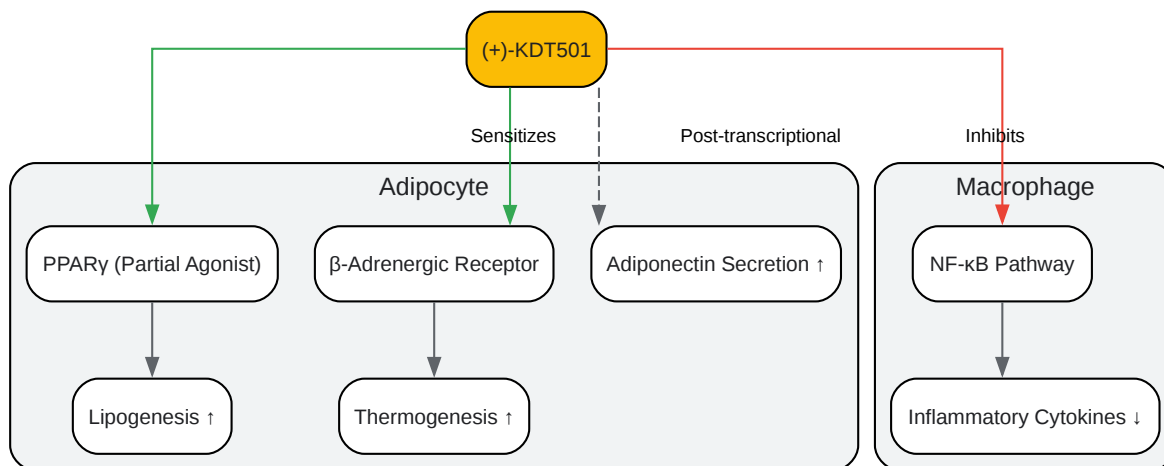 (+)-KDT501
Sensitizes
Post-transcriptional
Inhibits
Adipocyte
Macrophage
PPARγ (Partial Agonist)
β-Adrenergic Receptor
Adiponectin Secretion ↑
NF-κB Pathway
Lipogenesis ↑
Thermogenesis ↑
Inflammatory Cytokines ↓